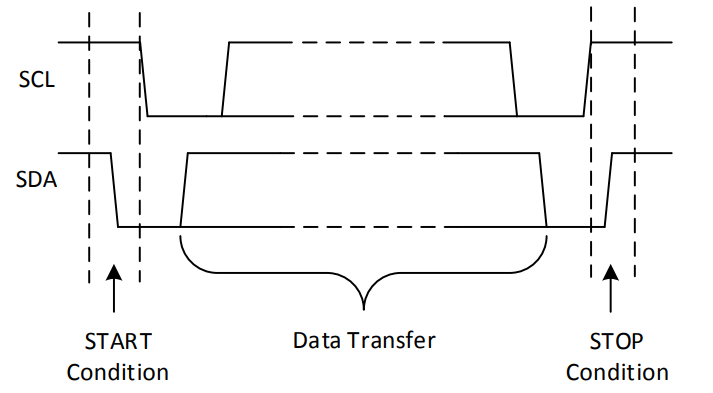 SCL
SDA
START
Condition
Data Transfer
STOP
Condition